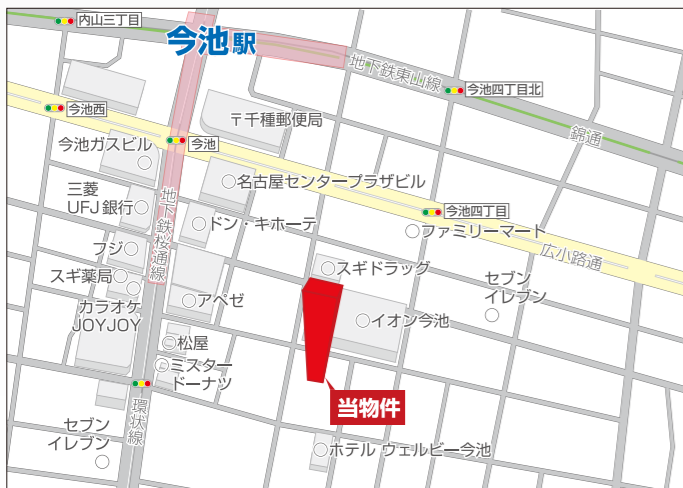 内山三丁目
今池駅
地下鉄東山線
今池四丁目北
錦通
今池西
〒千種郵便局
今池
今池ガスビル
名古屋センタープラザビル
三菱
UFJ銀行
地下鉄桜通線
今池四丁目
ドン・キホーテ
ファミリーマート
広小路通
フジ
スギドラッグ
スギ薬局
セブン
イレブン
アペゼ
カラオケ
JOYJOY
イオン今池
松屋
ミスター
ドーナツ
当物件
環状線
セブン
イレブン
ホテル ウェルビー今池